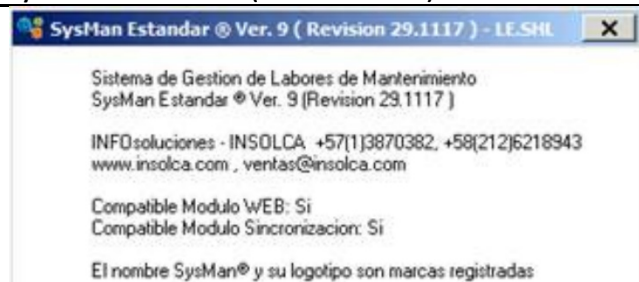 SysMan Estandar ® Ver. 9 ( Revision 29.1117 ) - LE.SHL
Sistema de Gestion de Labores de Mantenimiento
SysMan Estandar ® Ver. 9 (Revision 29.1117 )
INFOsoluciones - INSOLCA +57(1)3870382, +58(212)6218943
www.insolca.com , ventas@insolca.com
Compatible Modulo WEB: Si
Compatible Modulo Sincronizacion: Si
El nombre SysMan® y su logotipo son marcas registradas